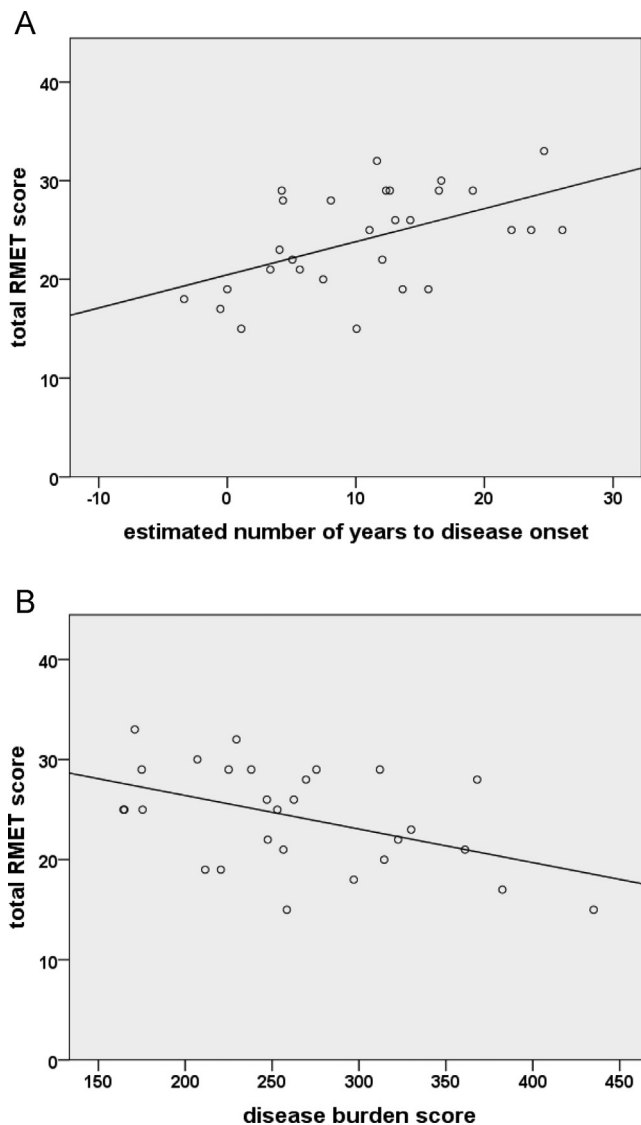 A
total RMET score
40
30
20
10
0
-10 0 10 20 30
estimated number of years to disease onset
B
total RMET score
40
30
20
10
0
150 200 250 300 350 400 450
disease burden score